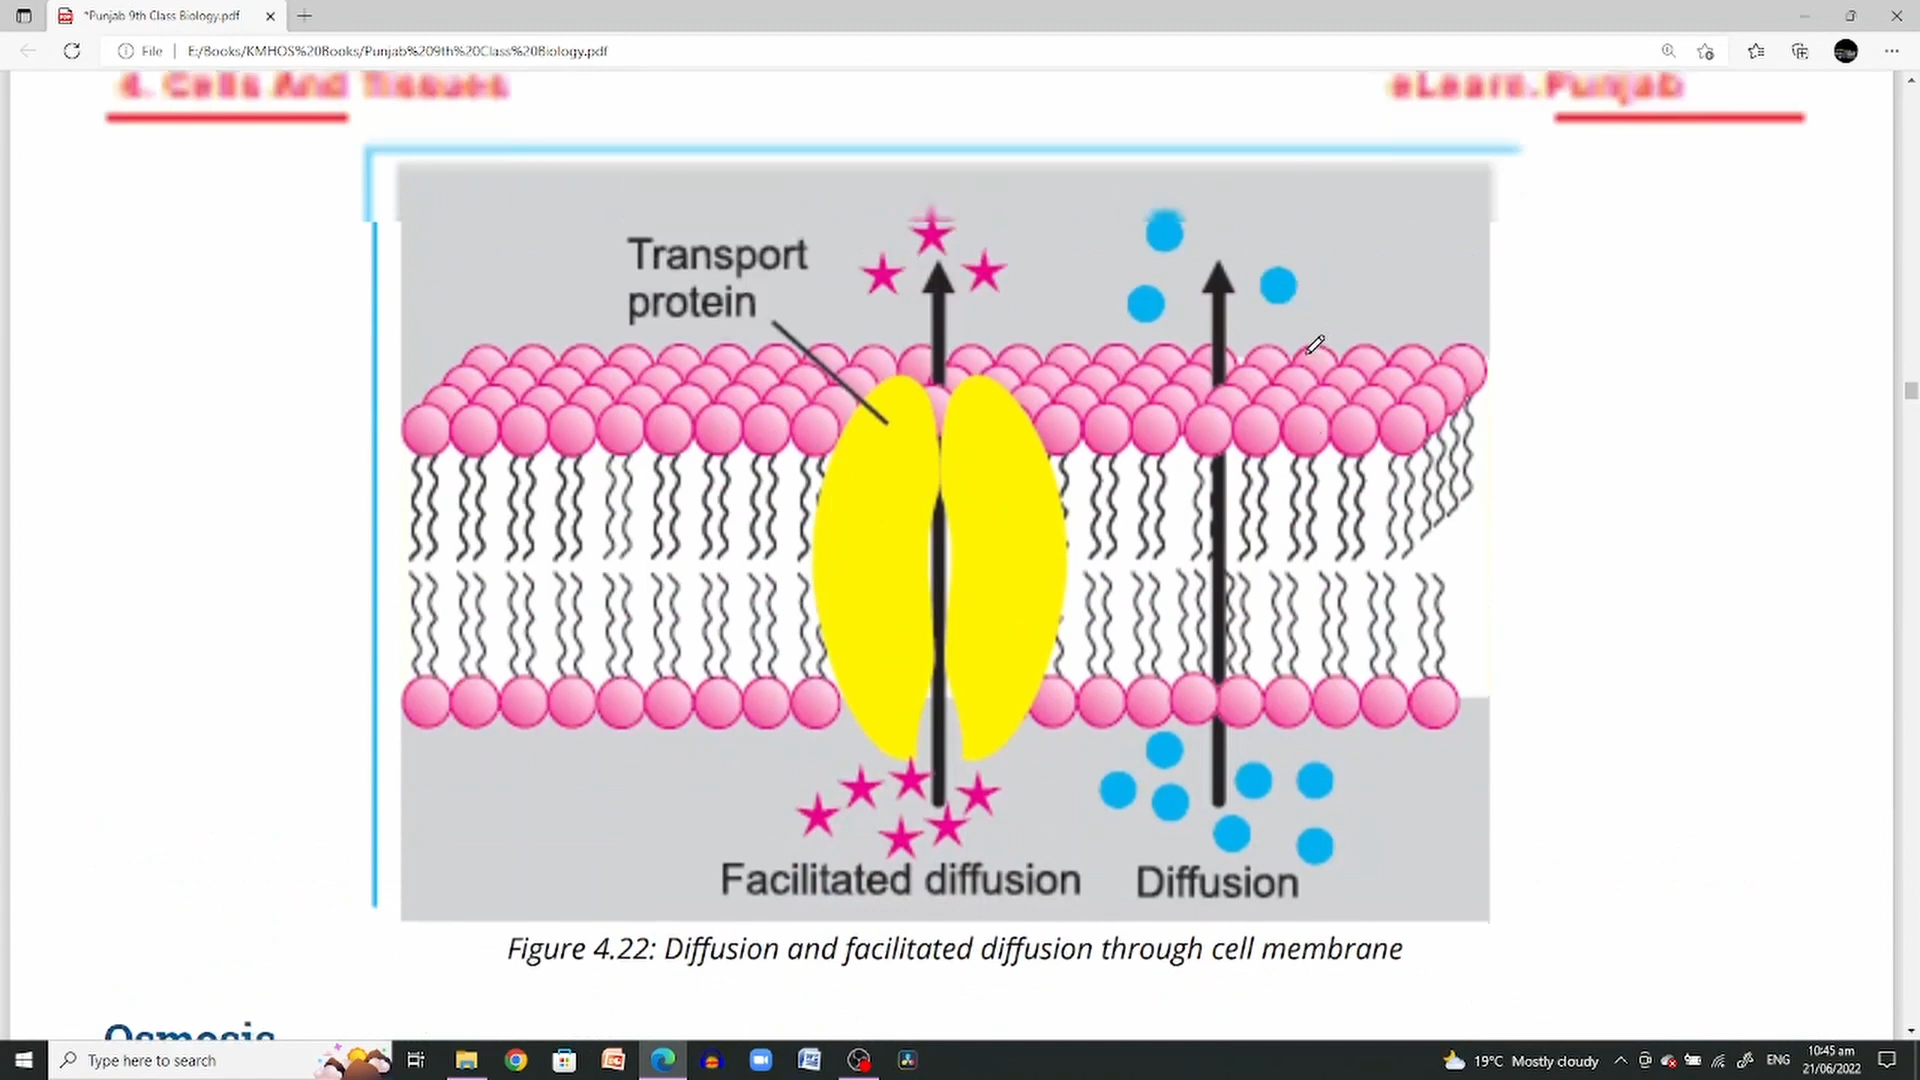 *Punjab 9th Class Biology.pdf
File
E:/Books/KMHOS%20Books/Punjab%209th%20Class%20Biology.pdf
4. Cells And Tissues
eLearn.Punjab
Transport
protein
Facilitated diffusion
Diffusion
Figure 4.22: Diffusion and facilitated diffusion through cell membrane
Osmosis
Type here to search
19°C Mostly cloudy
ENG
10:45 am
21/06/2022